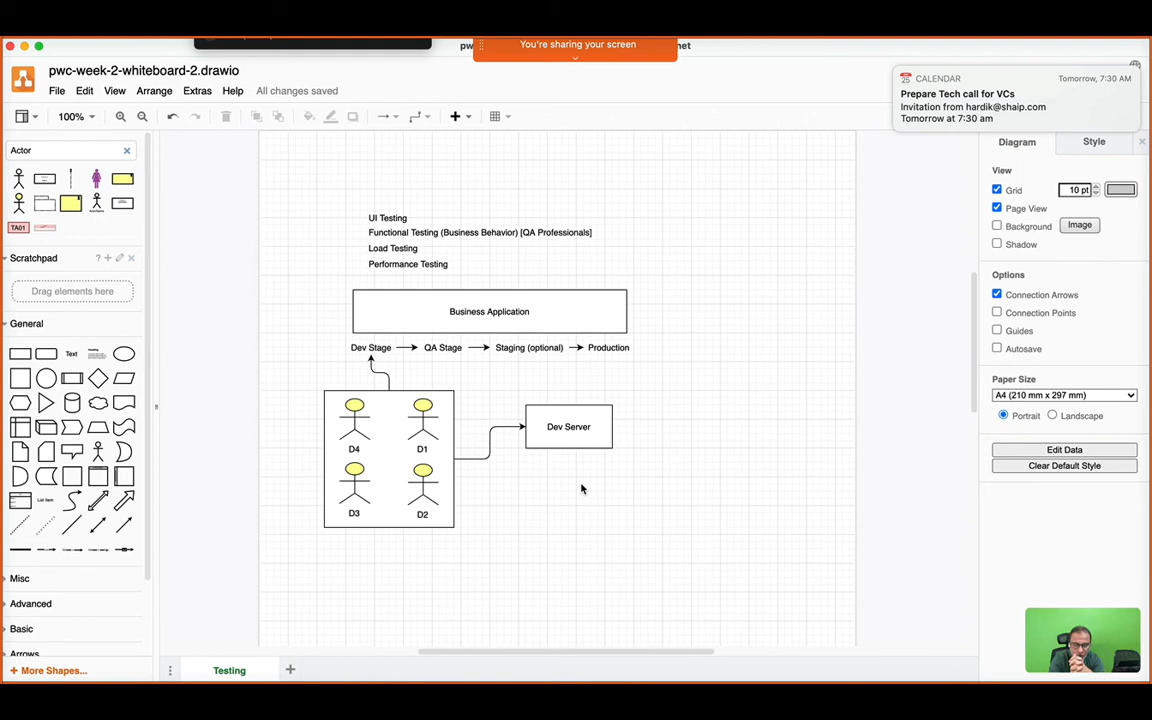 You're sharing your screen
pw
net
pwc-week-2-whiteboard-2.drawio
File Edit View Arrange Extras Help All changes saved
CALENDAR Tomorrow, 7:30 AM
Prepare Tech call for VCs
Invitation from hardik@shaip.com
Tomorrow at 7:30 am
100%
Actor
TA01
Scratchpad
Drag elements here
General
Text
Heading
List Item
Misc
Advanced
Basic
Arrows
+ More Shapes...
UI Testing
Functional Testing (Business Behavior) [QA Professionals]
Load Testing
Performance Testing
Business Application
Dev Stage QA Stage Staging (optional) Production
D4 D1
D3 D2
Dev Server
Testing
Diagram Style
View
Grid 10 pt
Page View
Background Image
Shadow
Options
Connection Arrows
Connection Points
Guides
Autosave
Paper Size
A4 (210 mm x 297 mm)
Portrait Landscape
Edit Data
Clear Default Style